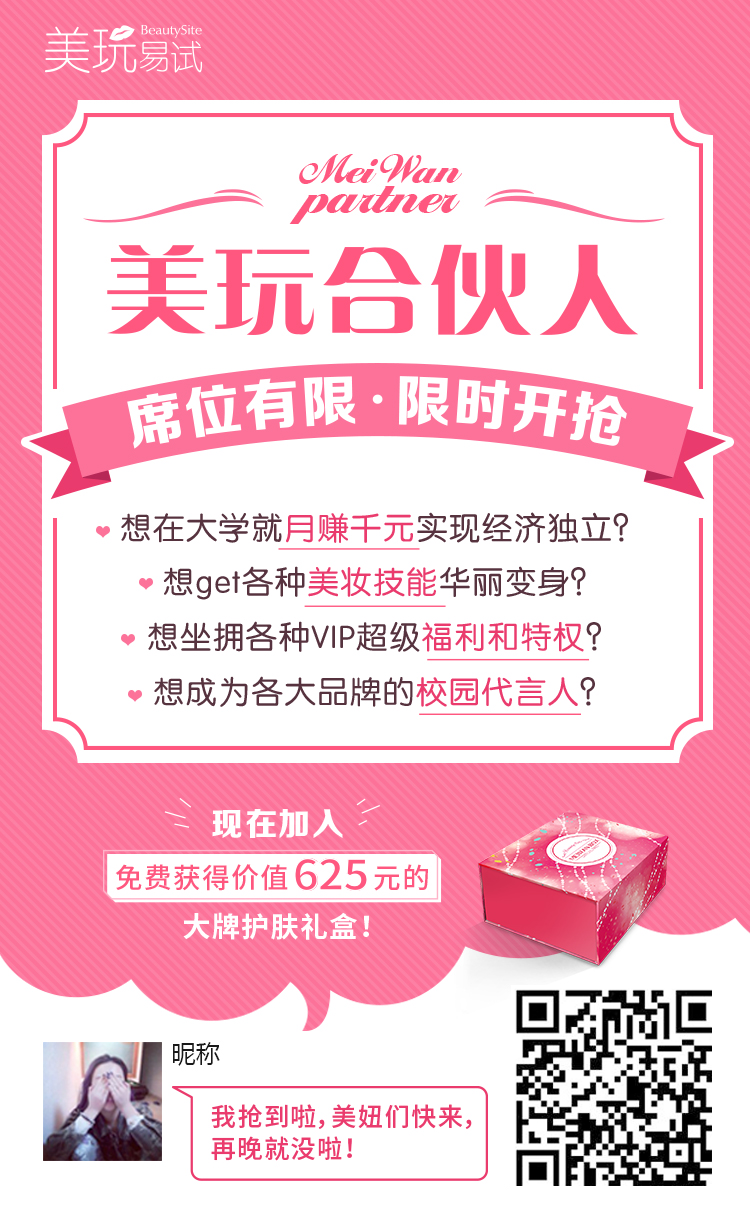 美玩易试 BeautySite
Mei Wan
partner
美玩合伙人
席位有限·限时开抢
想在大学就月赚千元实现经济独立？
想get各种美妆技能华丽变身？
想坐拥各种VIP超级福利和特权？
想成为各大品牌的校园代言人？
现在加入
免费获得价值625元的
大牌护肤礼盒！
昵称
我抢到啦，美妞们快来，
再晚就没啦！